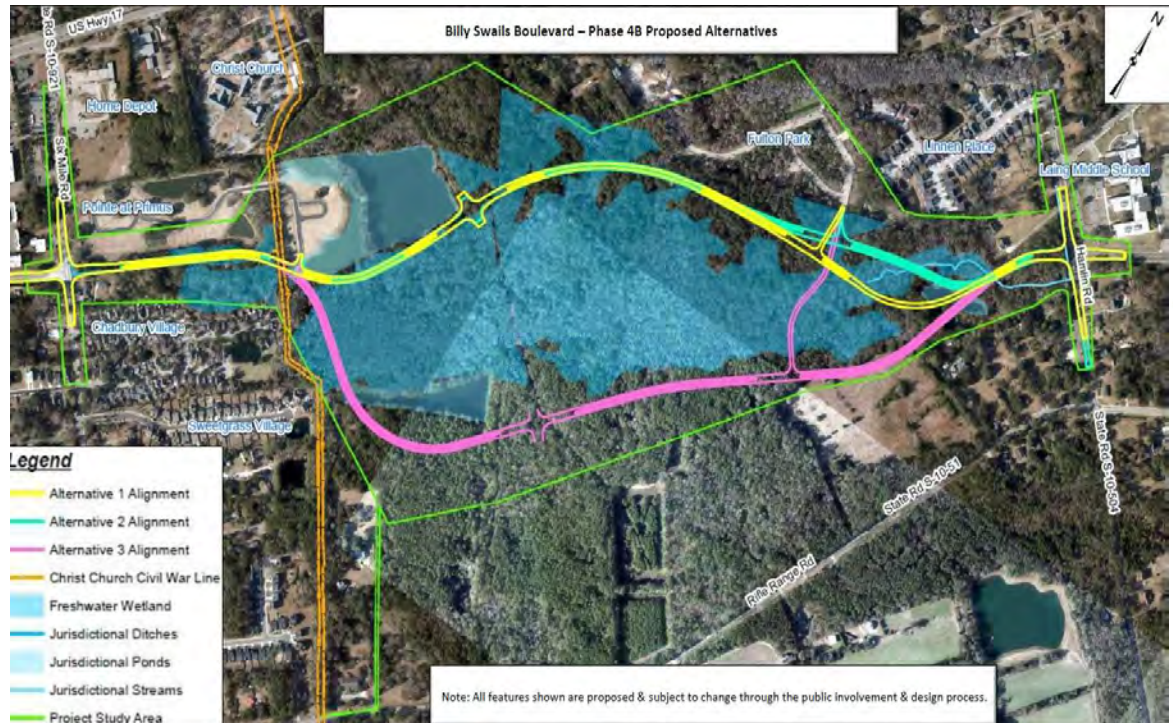 Billy Swails Boulevard – Phase 4B Proposed Alternatives
N
US Hwy 17
Rd S-10-921
Christ Church
Home Depot
Six Mile Rd
Pointe at Primus
Fulton Park
Linnen Place
Laing Middle School
Hamlin Rd
Chadbury Village
Sweetgrass Village
State Rd S-10-51
State Rd S-10-504
Rifle Range Rd
Legend
Alternative 1 Alignment
Alternative 2 Alignment
Alternative 3 Alignment
Christ Church Civil War Line
Freshwater Wetland
Jurisdictional Ditches
Jurisdictional Ponds
Jurisdictional Streams
Project Study Area
Note: All features shown are proposed & subject to change through the public involvement & design process.